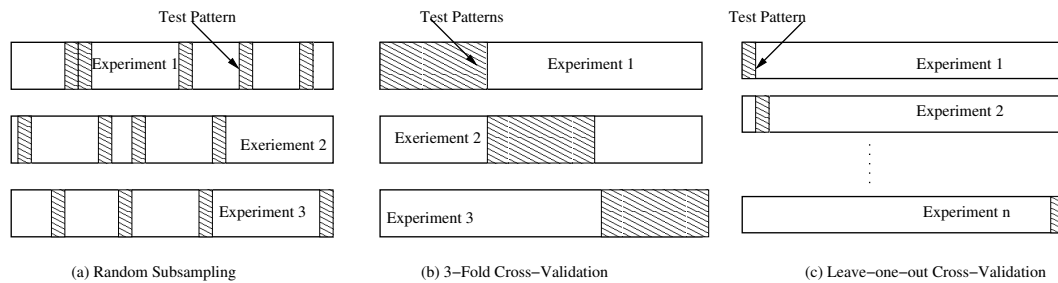 Test Pattern
Experiment 1
Exeriement 2
Experiment 3
(a) Random Subsampling
Test Patterns
Experiment 1
Exeriement 2
Experiment 3
(b) 3−Fold Cross−Validation
Test Pattern
Experiment 1
Experiment 2
Experiment n
(c) Leave−one−out Cross−Validation